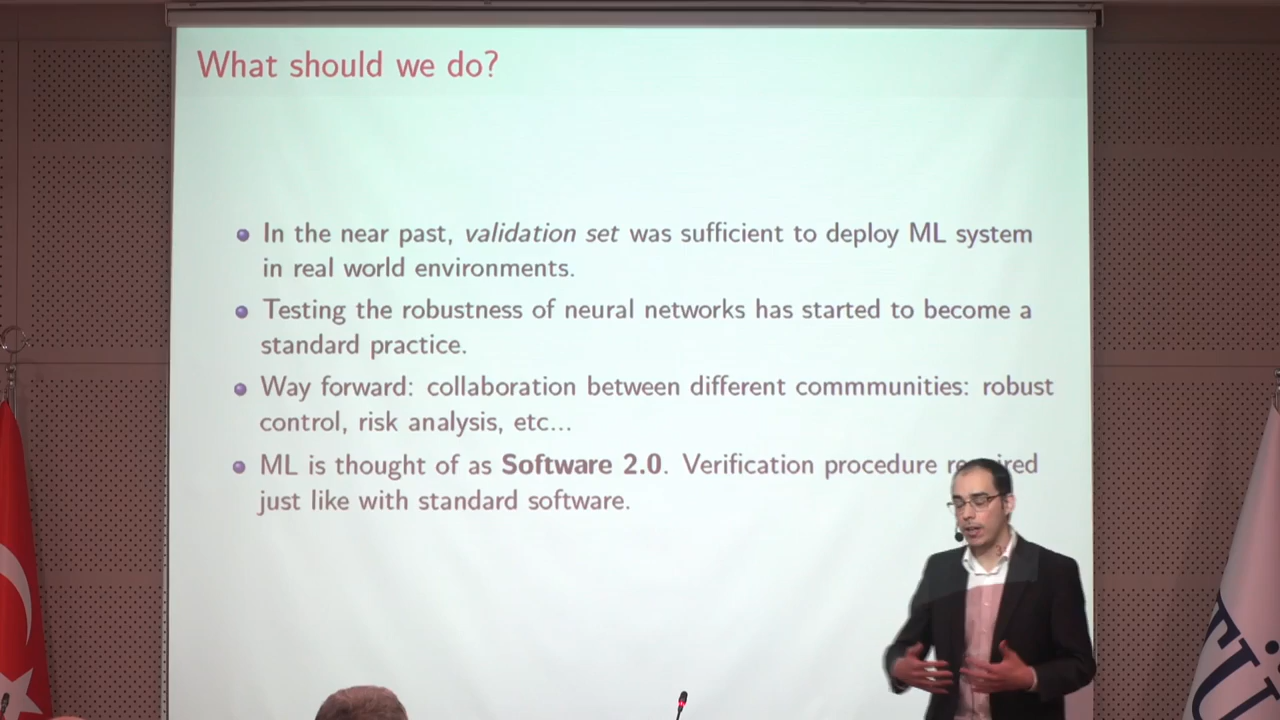 What should we do?
In the near past, validation set was sufficient to deploy ML system
in real world environments.
Testing the robustness of neural networks has started to become a
standard practice.
Way forward: collaboration between different commmunities: robust
control, risk analysis, etc...
ML is thought of as Software 2.0. Verification procedure
just like with standard software.
TÜ